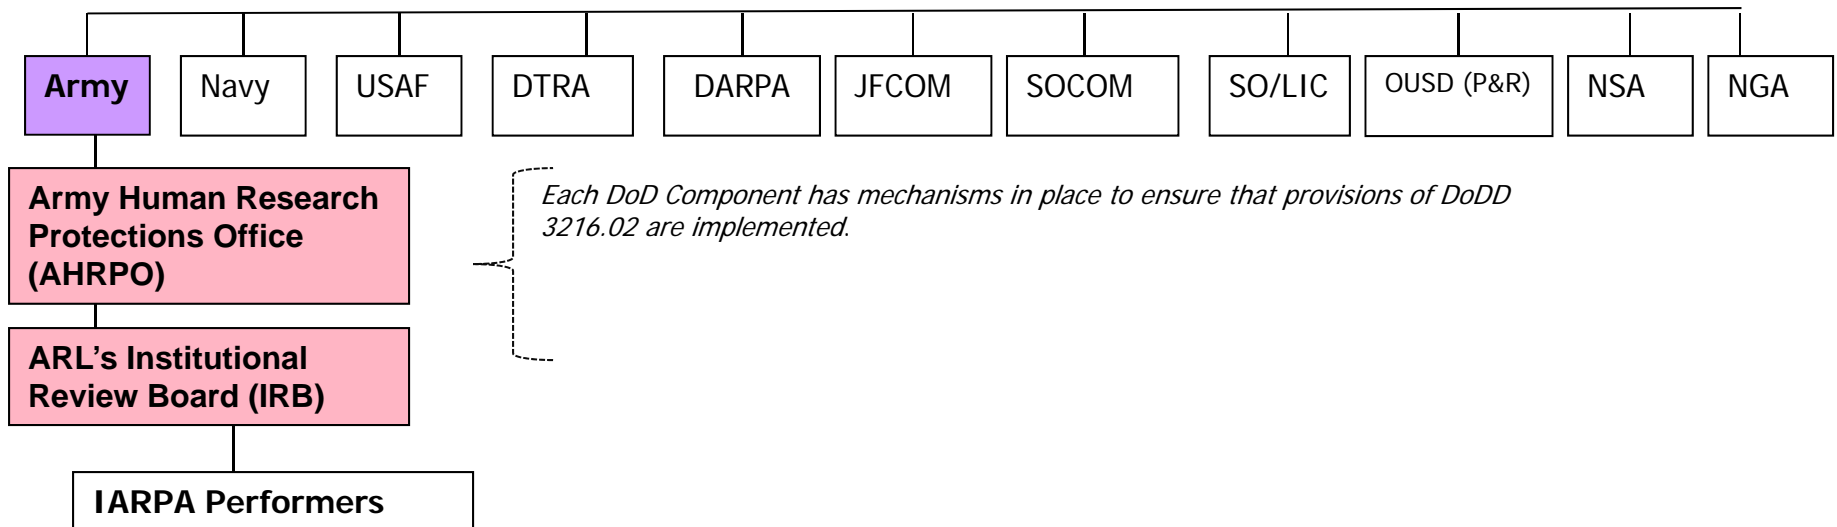 Army
Navy
USAF
DTRA
DARPA
JFCOM
SOCOM
SO/LIC
OUSD (P&R)
NSA
NGA
Army Human Research
Protections Office
(AHRPO)
Each DoD Component has mechanisms in place to ensure that provisions of DoDD
3216.02 are implemented.
ARL’s Institutional
Review Board (IRB)
IARPA Performers